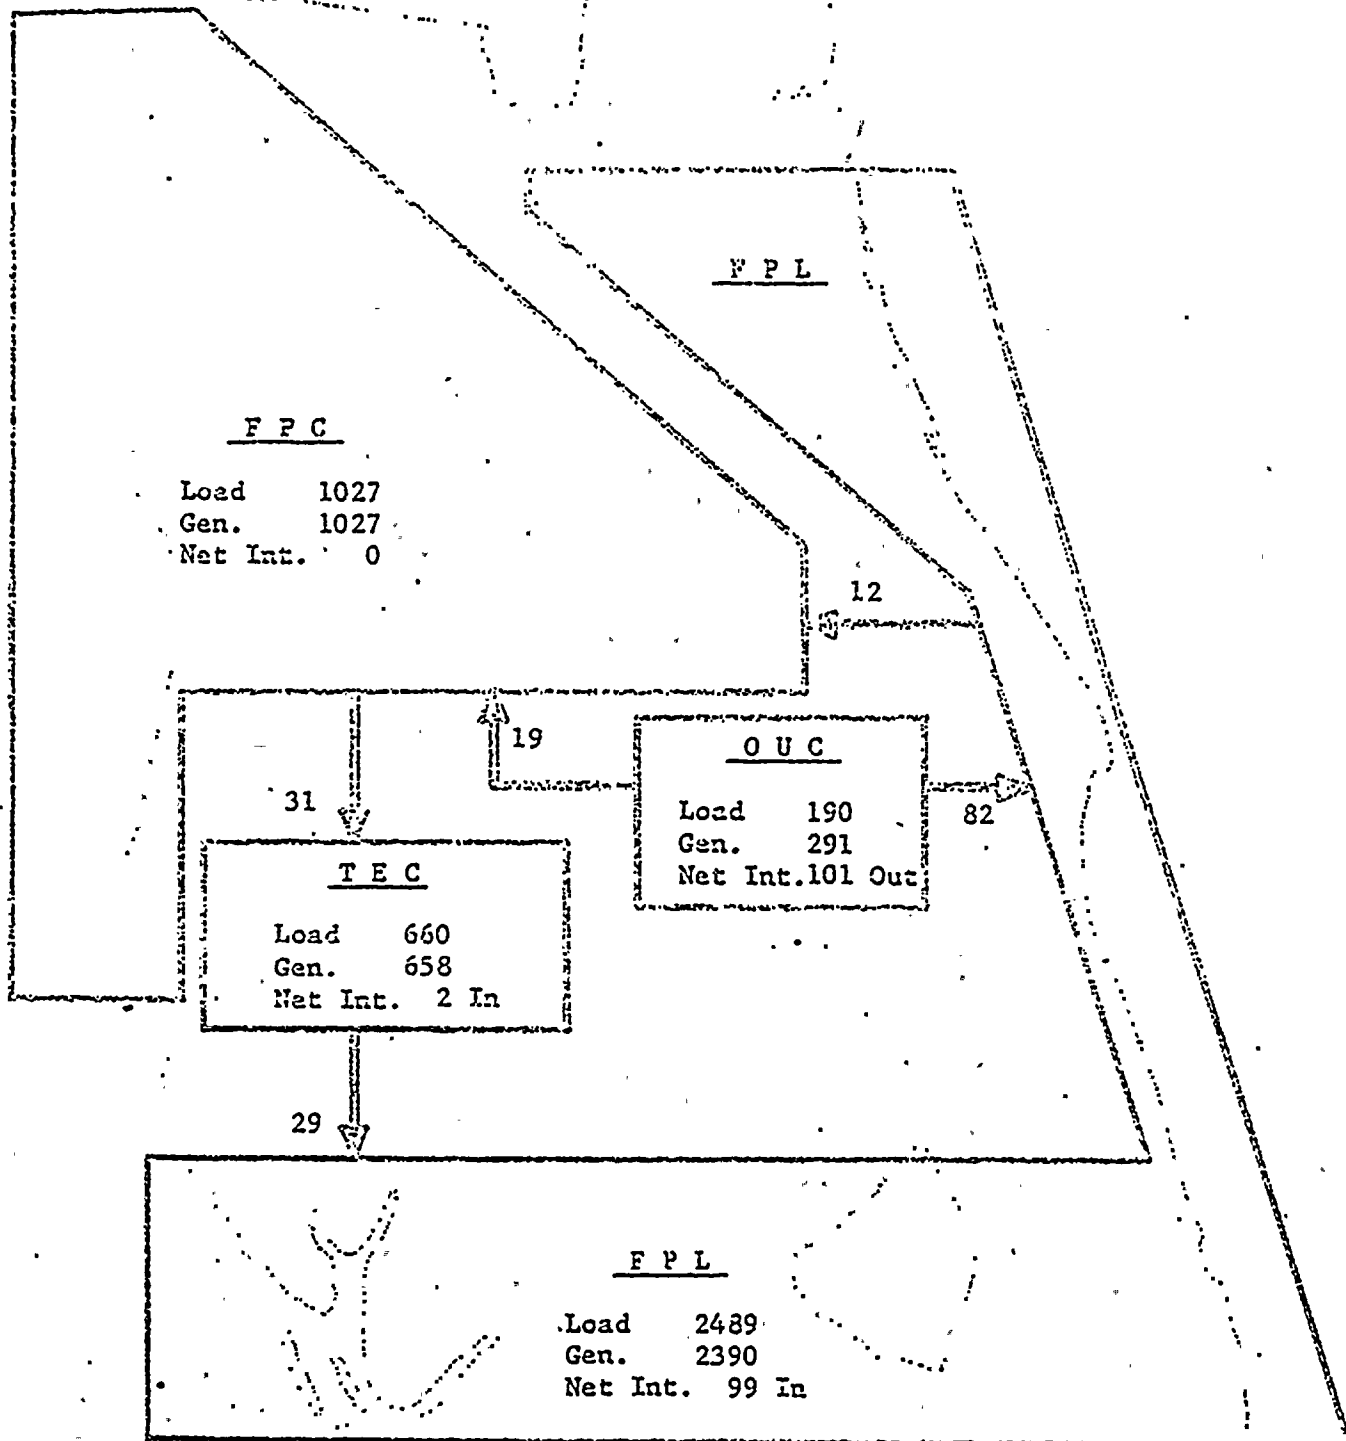 F P L
F P C
Load 1027
Gen. 1027
Net Int. 0
12
19
31
O U C
Load 190
Gen. 291
Net Int. 101 Out
82
T E C
Load 660
Gen. 658
Net Int. 2 In
29
F P L
Load 2489
Gen. 2390
Net Int. 99 In